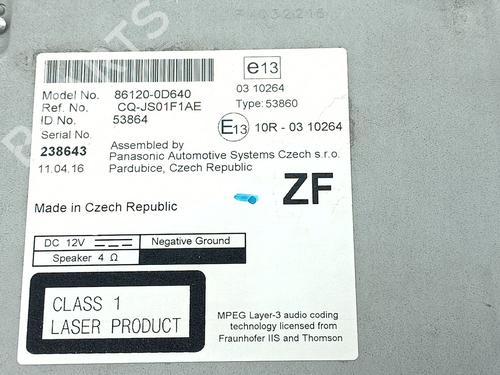 Model No. 86120-0D640
Ref. No. CQ-JS01F1AE
ID No. 53864
Serial No.
238643
11.04.16
Assembled by
Panasonic Automotive Systems Czech s.r.o.
Pardubice, Czech Republic
e13
03 10264
Type: 53860
E13 10R - 03 10264
ZF
Made in Czech Republic
DC 12V Negative Ground
Speaker 4 Ω
CLASS 1
LASER PRODUCT
MPEG Layer-3 audio coding
technology licensed from
Fraunhofer IIS and Thomson